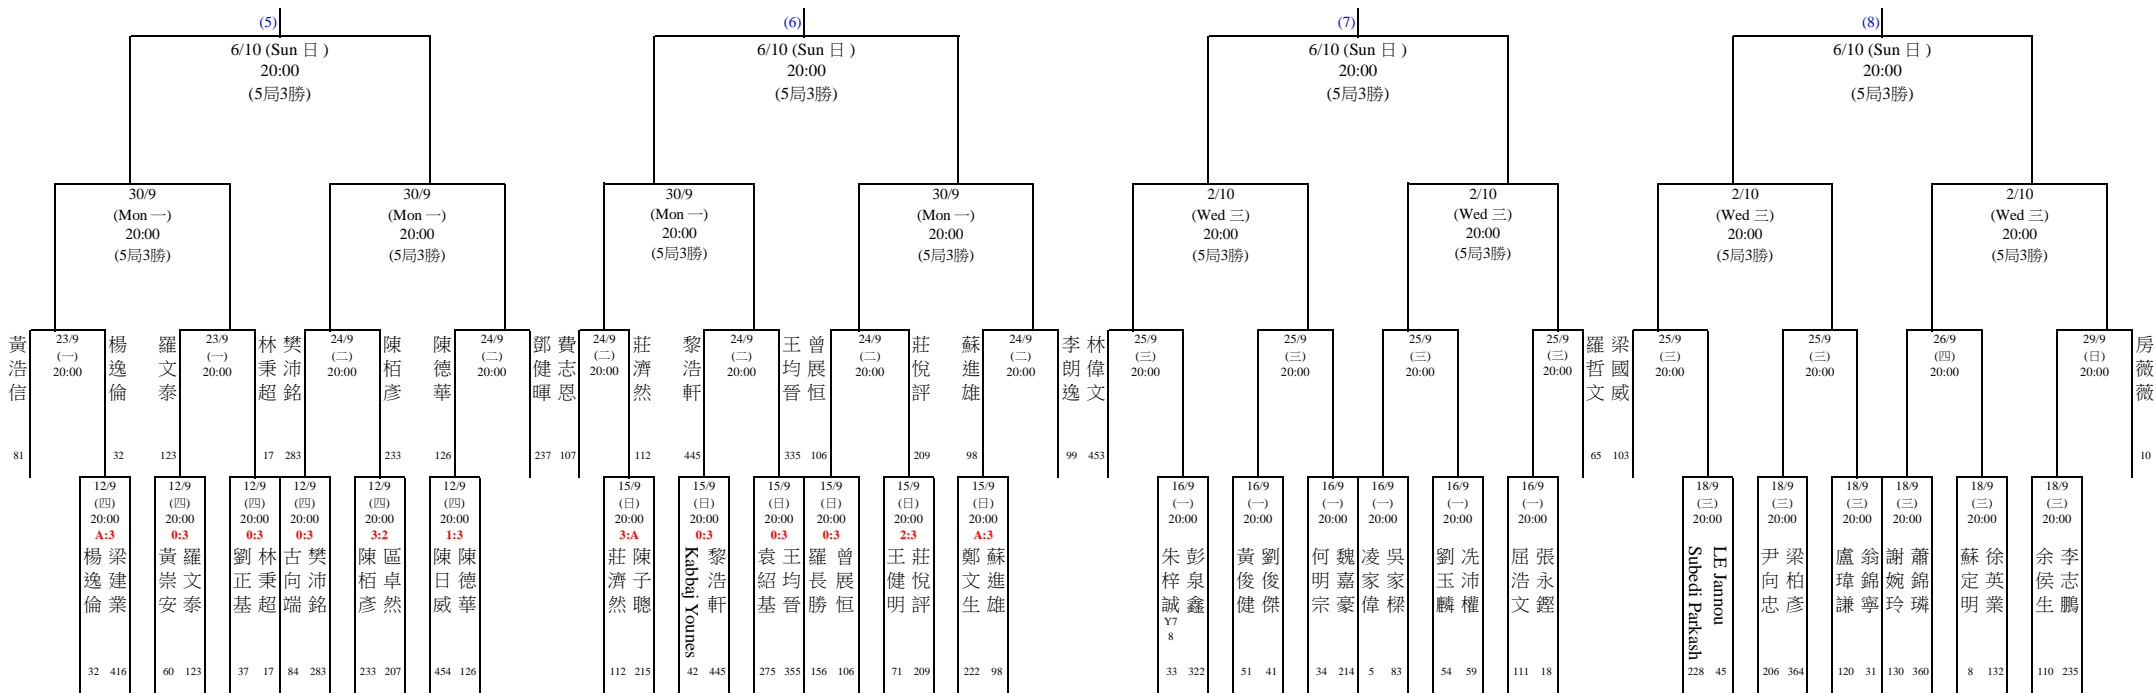 (5)
6/10 (Sun 日 )
20:00
(5局3勝)
(6)
6/10 (Sun 日 )
20:00
(5局3勝)
(7)
6/10 (Sun 日 )
20:00
(5局3勝)
(8)
6/10 (Sun 日 )
20:00
(5局3勝)
30/9
(Mon 一)
20:00
(5局3勝)
30/9
(Mon 一)
20:00
(5局3勝)
30/9
(Mon 一)
20:00
(5局3勝)
30/9
(Mon 一)
20:00
(5局3勝)
2/10
(Wed 三)
20:00
(5局3勝)
2/10
(Wed 三)
20:00
(5局3勝)
2/10
(Wed 三)
20:00
(5局3勝)
2/10
(Wed 三)
20:00
(5局3勝)
黃浩信
81
23/9
(一)
20:00
楊逸倫
32
羅文泰
123
23/9
(一)
20:00
林秉超
17
樊沛銘
283
24/9
(二)
20:00
陳栢彥
233
陳德華
126
24/9
(二)
20:00
鄧健暉
237
費志恩
107
24/9
(二)
20:00
莊濟然
112
黎浩軒
445
24/9
(二)
20:00
王均晉
335
曾展恒
106
24/9
(二)
20:00
莊悅評
209
蘇進雄
98
24/9
(二)
20:00
李朗逸
99
林偉文
453
25/9
(三)
20:00
25/9
(三)
20:00
25/9
(三)
20:00
25/9
(三)
20:00
羅哲文
65
梁國威
103
25/9
(三)
20:00
25/9
(三)
20:00
26/9
(四)
20:00
29/9
(日)
20:00
房薇薇
10
12/9
(四)
20:00
A:3
楊逸倫
32
梁建業
416
12/9
(四)
20:00
0:3
黃崇安
60
羅文泰
123
12/9
(四)
20:00
0:3
劉正基
37
林秉超
17
12/9
(四)
20:00
0:3
古向端
84
樊沛銘
283
12/9
(四)
20:00
3:2
陳栢彥
233
區卓然
207
12/9
(四)
20:00
1:3
陳日威
454
陳德華
126
15/9
(日)
20:00
3:A
莊濟然
112
陳子聰
215
15/9
(日)
20:00
0:3
Kabbaj Younes
42
黎浩軒
445
15/9
(日)
20:00
0:3
袁紹基
275
王均晉
355
15/9
(日)
20:00
0:3
羅長勝
156
曾展恒
106
15/9
(日)
20:00
2:3
王健明
71
莊悅評
209
15/9
(日)
20:00
A:3
鄭文生
222
蘇進雄
98
16/9
(一)
20:00
朱梓誠
Y7
8
33
彭泉鑫
322
16/9
(一)
20:00
黃俊健
51
劉俊傑
41
16/9
(一)
20:00
何明宗
34
魏嘉豪
214
16/9
(一)
20:00
凌家偉
5
吳家樑
83
16/9
(一)
20:00
劉玉麟
54
冼沛權
59
16/9
(一)
20:00
屈浩文
111
張永鏗
18
18/9
(三)
20:00
Subedi Parkash
228
LE Jannou
45
18/9
(三)
20:00
尹向忠
206
梁柏彥
364
18/9
(三)
20:00
盧瑋謙
120
翁錦寧
31
18/9
(三)
20:00
謝婉玲
130
蕭錦璘
360
18/9
(三)
20:00
蘇定明
8
徐英業
132
18/9
(三)
20:00
余侯生
110
李志鵬
235